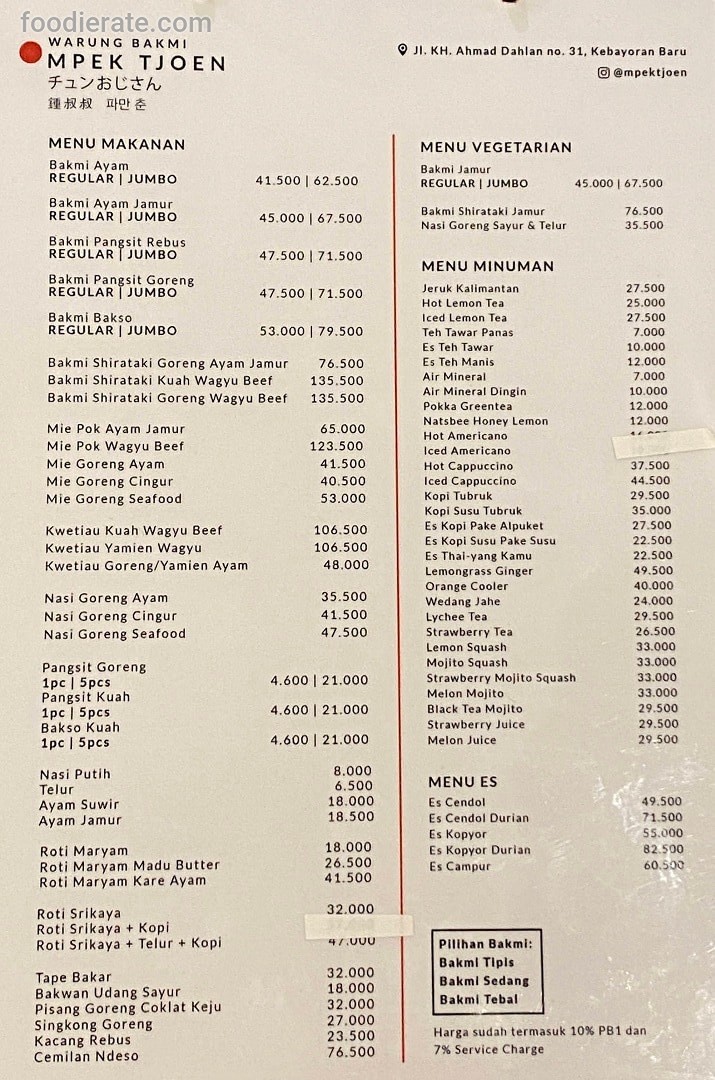 foodierate.com
WARUNG BAKMI
MPEK TJOEN
チュンおじさん
鍾叔叔 파만 춘
Jl. KH. Ahmad Dahlan no. 31, Kebayoran Baru
@mpektjoen
MENU MAKANAN
Bakmi Ayam
REGULAR | JUMBO 41.500 | 62.500
Bakmi Ayam Jamur
REGULAR | JUMBO 45.000 | 67.500
Bakmi Pangsit Rebus
REGULAR | JUMBO 47.500 | 71.500
Bakmi Pangsit Goreng
REGULAR | JUMBO 47.500 | 71.500
Bakmi Bakso
REGULAR | JUMBO 53.000 | 79.500
Bakmi Shirataki Goreng Ayam Jamur 76.500
Bakmi Shirataki Kuah Wagyu Beef 135.500
Bakmi Shirataki Goreng Wagyu Beef 135.500
Mie Pok Ayam Jamur 65.000
Mie Pok Wagyu Beef 123.500
Mie Goreng Ayam 41.500
Mie Goreng Cingur 40.500
Mie Goreng Seafood 53.000
Kwetiau Kuah Wagyu Beef 106.500
Kwetiau Yamien Wagyu 106.500
Kwetiau Goreng/Yamien Ayam 48.000
Nasi Goreng Ayam 35.500
Nasi Goreng Cingur 41.500
Nasi Goreng Seafood 47.500
Pangsit Goreng
1pc | 5pcs 4.600 | 21.000
Pangsit Kuah
1pc | 5pcs 4.600 | 21.000
Bakso Kuah
1pc | 5pcs 4.600 | 21.000
Nasi Putih 8.000
Telur 6.500
Ayam Suwir 18.000
Ayam Jamur 18.500
Roti Maryam 18.000
Roti Maryam Madu Butter 26.500
Roti Maryam Kare Ayam 41.500
Roti Srikaya 32.000
Roti Srikaya + Kopi
Roti Srikaya + Telur + Kopi 47.000
Tape Bakar 32.000
Bakwan Udang Sayur 18.000
Pisang Goreng Coklat Keju 32.000
Singkong Goreng 27.000
Kacang Rebus 23.500
Cemilan Ndeso 76.500
MENU VEGETARIAN
Bakmi Jamur
REGULAR | JUMBO 45.000 | 67.500
Bakmi Shirataki Jamur 76.500
Nasi Goreng Sayur & Telur 35.500
MENU MINUMAN
Jeruk Kalimantan 27.500
Hot Lemon Tea 25.000
Iced Lemon Tea 27.500
Teh Tawar Panas 7.000
Es Teh Tawar 10.000
Es Teh Manis 12.000
Air Mineral 7.000
Air Mineral Dingin 10.000
Pokka Greentea 12.000
Natsbee Honey Lemon 12.000
Hot Americano
Iced Americano
Hot Cappuccino 37.500
Iced Cappuccino 44.500
Kopi Tubruk 29.500
Kopi Susu Tubruk 35.000
Es Kopi Pake Alpuket 27.500
Es Kopi Susu Pake Susu 22.500
Es Thai-yang Kamu 22.500
Lemongrass Ginger 49.500
Orange Cooler 40.000
Wedang Jahe 24.000
Lychee Tea 29.500
Strawberry Tea 26.500
Lemon Squash 33.000
Mojito Squash 33.000
Strawberry Mojito Squash 33.000
Melon Mojito 33.000
Black Tea Mojito 29.500
Strawberry Juice 29.500
Melon Juice 29.500
MENU ES
Es Cendol 49.500
Es Cendol Durian 71.500
Es Kopyor 55.000
Es Kopyor Durian 82.500
Es Campur 60.500
Pilihan Bakmi:
Bakmi Tipis
Bakmi Sedang
Bakmi Tebal
Harga sudah termasuk 10% PB1 dan
7% Service Charge